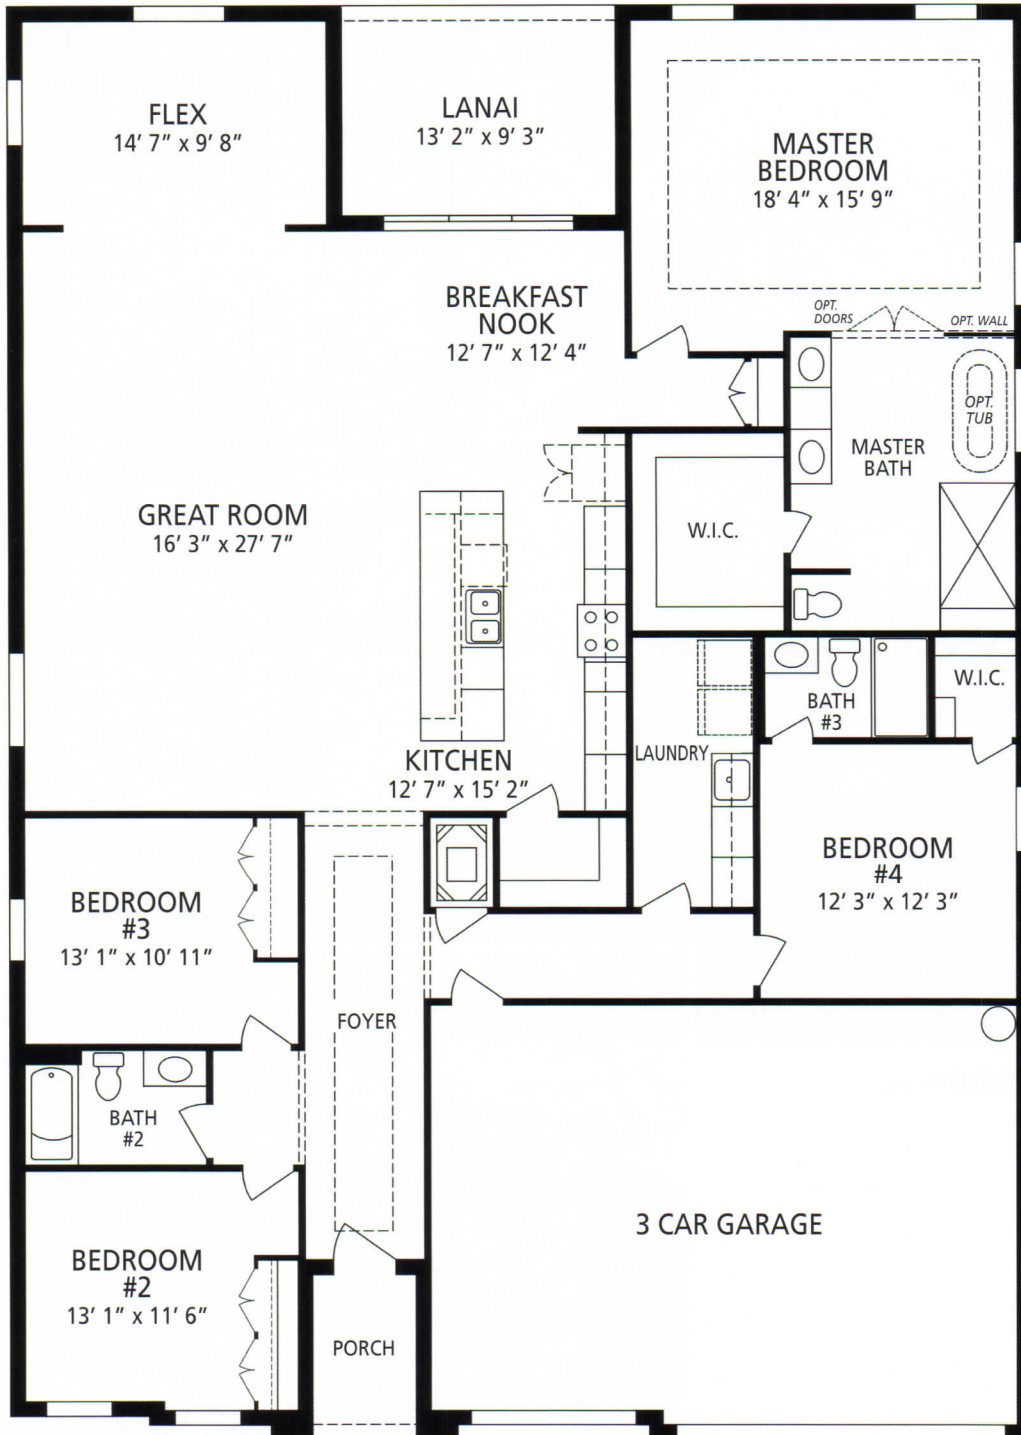 FLEX
14' 7" x 9' 8"
LANAI
13' 2" x 9' 3"
MASTER
BEDROOM
18' 4" x 15' 9"
BREAKFAST
NOOK
12' 7" x 12' 4"
OPT.
DOORS
OPT. WALL
OPT.
TUB
MASTER
BATH
GREAT ROOM
16' 3" x 27' 7"
W.I.C.
KITCHEN
12' 7" x 15' 2"
LAUNDRY
BATH
#3
W.I.C.
BEDROOM
#4
12' 3" x 12' 3"
BEDROOM
#3
13' 1" x 10' 11"
FOYER
BATH
#2
3 CAR GARAGE
BEDROOM
#2
13' 1" x 11' 6"
PORCH